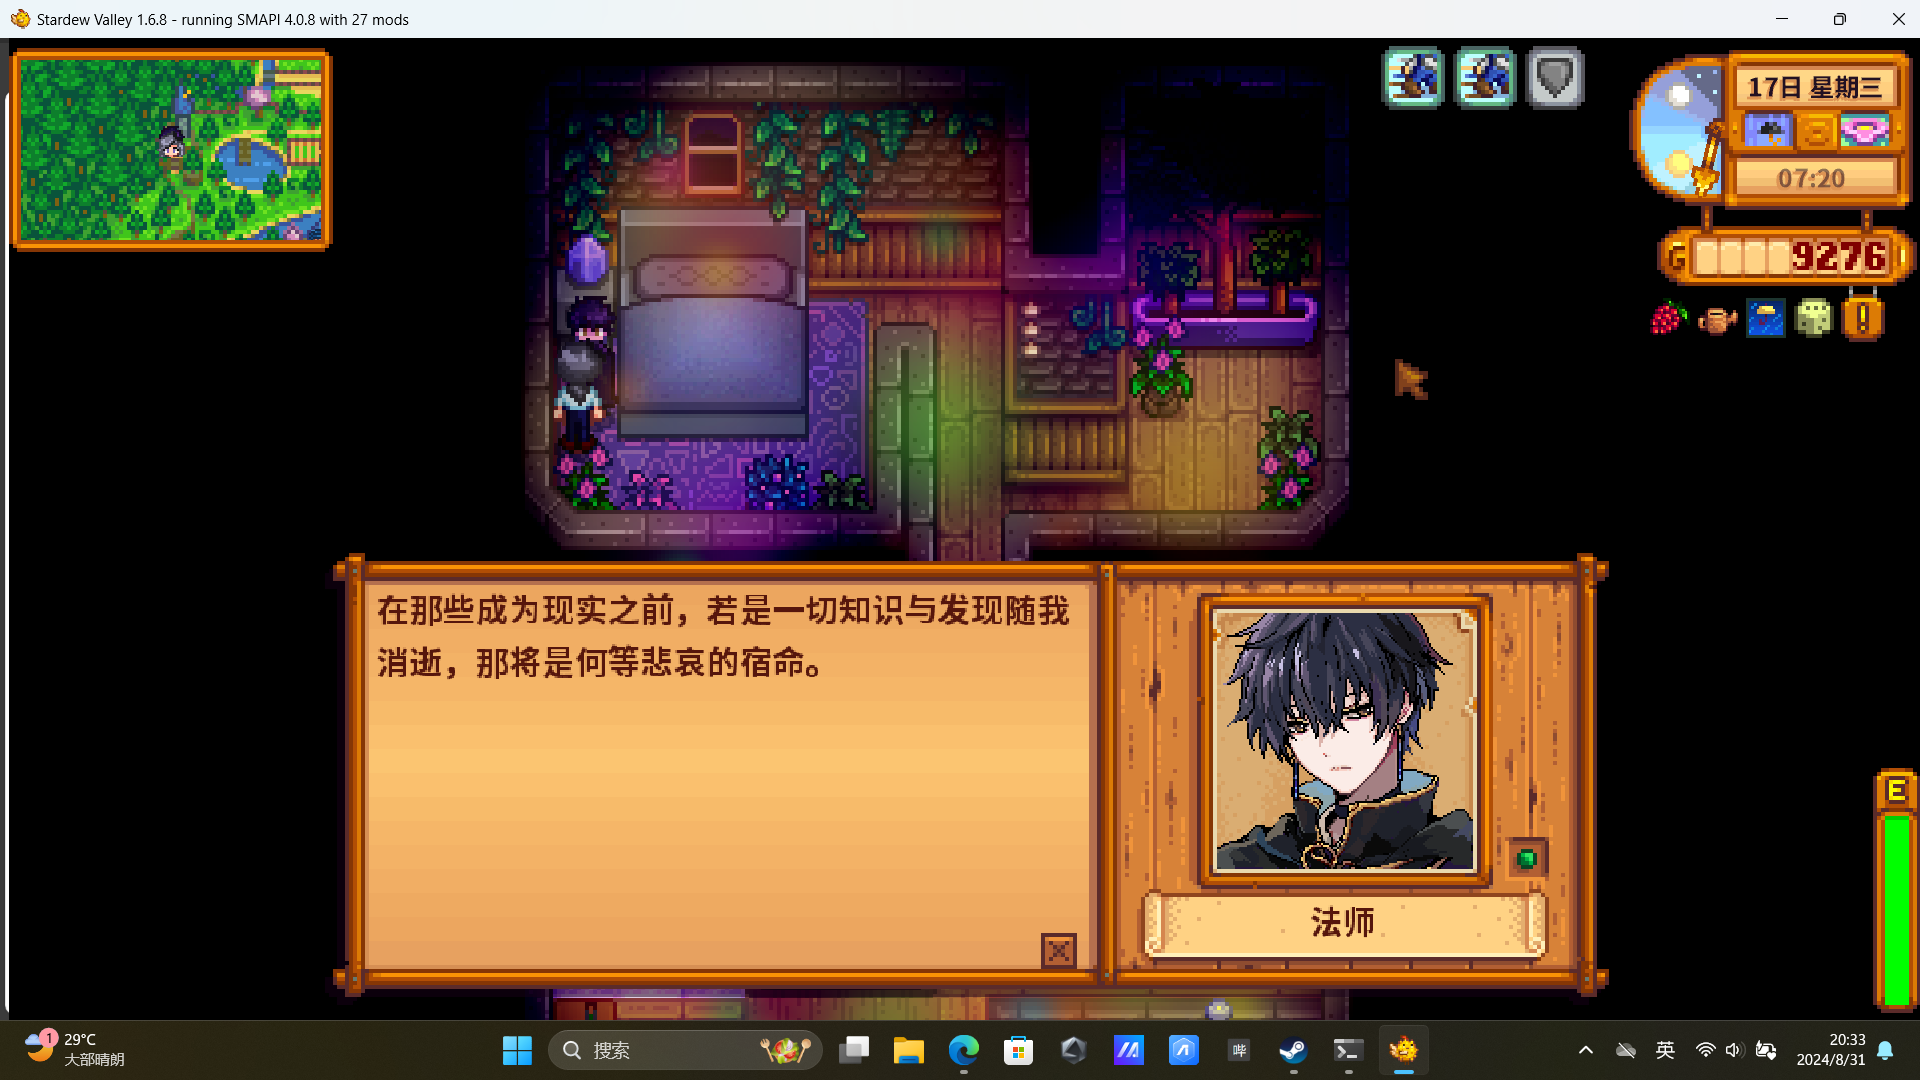 Stardew Valley 1.6.8 - running SMAPI 4.0.8 with 27 mods
17日 星期三
07:20
G 9276
在那些成为现实之前，若是一切知识与发现随我
消逝，那将是何等悲哀的宿命。
法师
E
1
29°C
大部晴朗
搜索
哔
英
20:33
2024/8/31